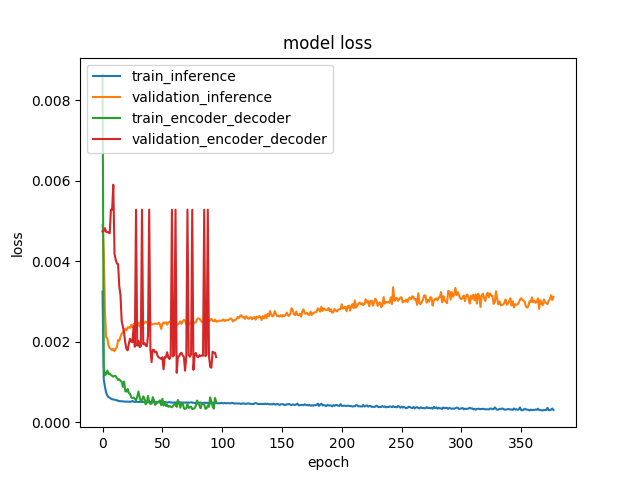 model loss
train_inference
validation_inference
train_encoder_decoder
validation_encoder_decoder
0.008
0.006
0.004
0.002
0.000
loss
0 50 100 150 200 250 300 350
epoch